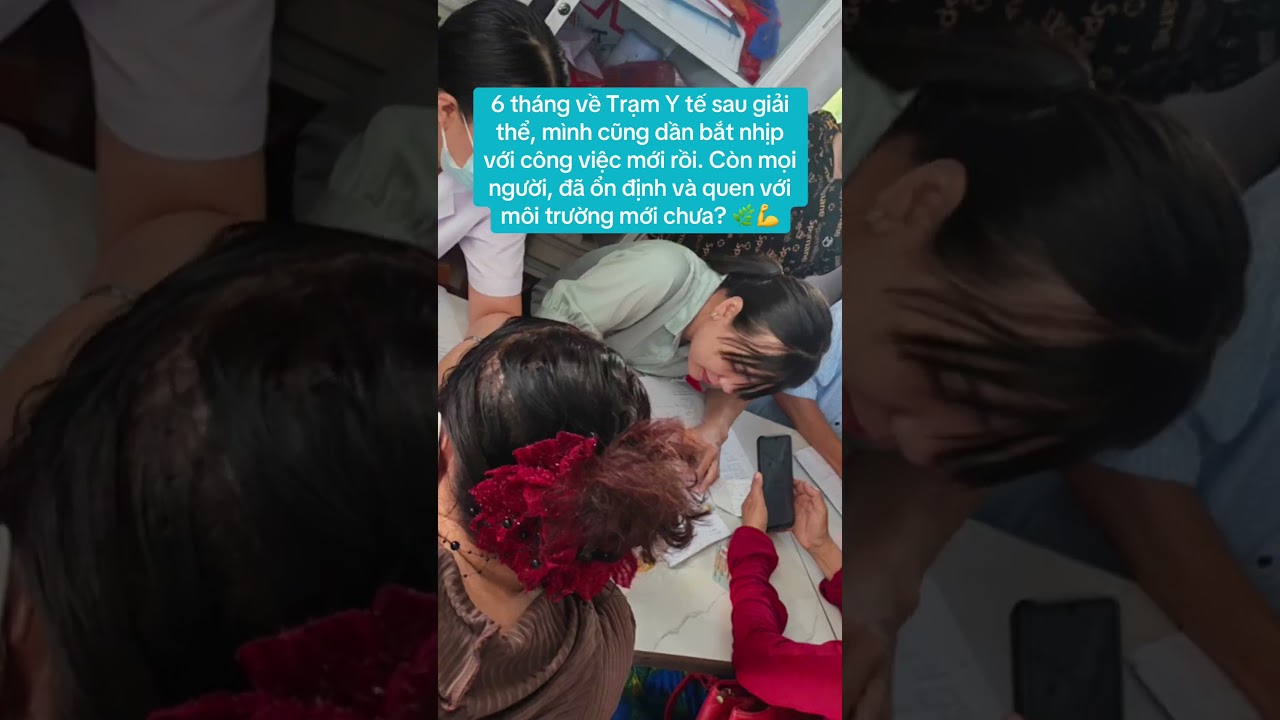 6 tháng về Trạm Y tế sau giải
thể, mình cũng dần bắt nhịp
với công việc mới rồi. Còn mọi
người, đã ổn định và quen với
môi trường mới chưa? 🌿💪